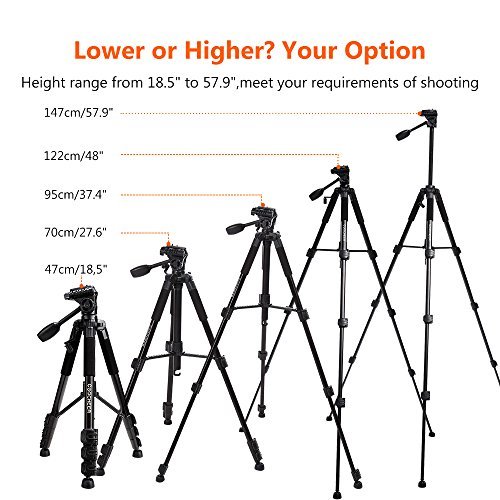 Lower or Higher? Your Option
Height range from 18.5" to 57.9",meet your requirements of shooting
147cm/57.9"
122cm/48"
95cm/37.4"
70cm/27.6"
47cm/18,5"